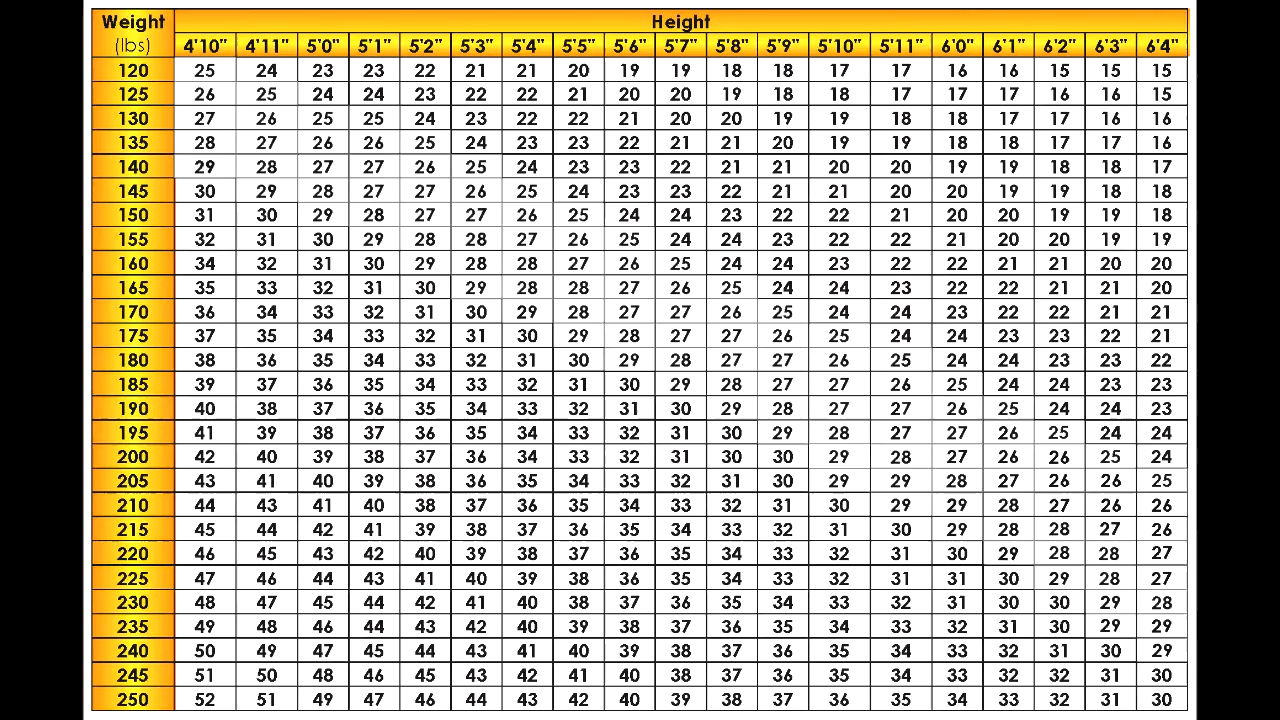 Weight Height
(lbs) 4'10" 4'11" 5'0" 5'1" 5'2" 5'3" 5'4" 5'5" 5'6" 5'7" 5'8" 5'9" 5'10" 5'11" 6'0" 6'1" 6'2" 6'3" 6'4"
120 25 24 23 23 22 21 21 20 19 19 18 18 17 17 16 16 15 15 15
125 26 25 24 24 23 22 22 21 20 20 19 18 18 17 17 17 16 16 15
130 27 26 25 25 24 23 22 22 21 20 20 19 19 18 18 17 17 16 16
135 28 27 26 26 25 24 23 23 22 21 21 20 19 19 18 18 17 17 16
140 29 28 27 27 26 25 24 23 23 22 21 21 20 20 19 19 18 18 17
145 30 29 28 27 27 26 25 24 23 23 22 21 21 20 20 19 19 18 18
150 31 30 29 28 27 27 26 25 24 24 23 22 22 21 20 20 19 19 18
155 32 31 30 29 28 28 27 26 25 24 24 23 22 22 21 20 20 19 19
160 34 32 31 30 29 28 28 27 26 25 24 24 23 22 22 21 21 20 20
165 35 33 32 31 30 29 28 28 27 26 25 24 24 23 22 22 21 21 20
170 36 34 33 32 31 30 29 28 27 27 26 25 24 24 23 22 22 21 21
175 37 35 34 33 32 31 30 29 28 27 27 26 25 24 24 23 23 22 21
180 38 36 35 34 33 32 31 30 29 28 27 27 26 25 24 24 23 23 22
185 39 37 36 35 34 33 32 31 30 29 28 27 27 26 25 24 24 23 23
190 40 38 37 36 35 34 33 32 31 30 29 28 27 27 26 25 24 24 23
195 41 39 38 37 36 35 34 33 32 31 30 29 28 27 27 26 25 24 24
200 42 40 39 38 37 36 34 33 32 31 30 30 29 28 27 26 26 25 24
205 43 41 40 39 38 36 35 34 33 32 31 30 29 29 28 27 26 26 25
210 44 43 41 40 38 37 36 35 34 33 32 31 30 29 29 28 27 26 26
215 45 44 42 41 39 38 37 36 35 34 33 32 31 30 29 28 28 27 26
220 46 45 43 42 40 39 38 37 36 35 34 33 32 31 30 29 28 28 27
225 47 46 44 43 41 40 39 38 36 35 34 33 32 31 31 30 29 28 27
230 48 47 45 44 42 41 40 38 37 36 35 34 33 32 31 30 30 29 28
235 49 48 46 44 43 42 40 39 38 37 36 35 34 33 32 31 30 29 29
240 50 49 47 45 44 43 41 40 39 38 37 36 35 34 33 32 31 30 29
245 51 50 48 46 45 43 42 41 40 38 37 36 35 34 33 32 32 31 30
250 52 51 49 47 46 44 43 42 40 39 38 37 36 35 34 33 32 31 30